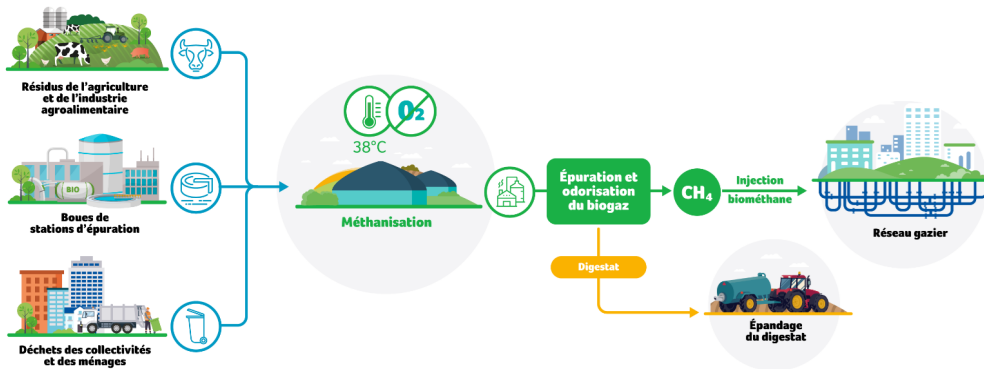 Résidus de l'agriculture
et de l'industrie
agroalimentaire
BIO
Boues de
stations d'épuration
Déchets des collectivités
et des ménages
O₂
38°C
Méthanisation
Épuration et
odorisation
du biogaz
CH₄
Injection
biométhane
Réseau gazier
Digestat
Épandage
du digestat